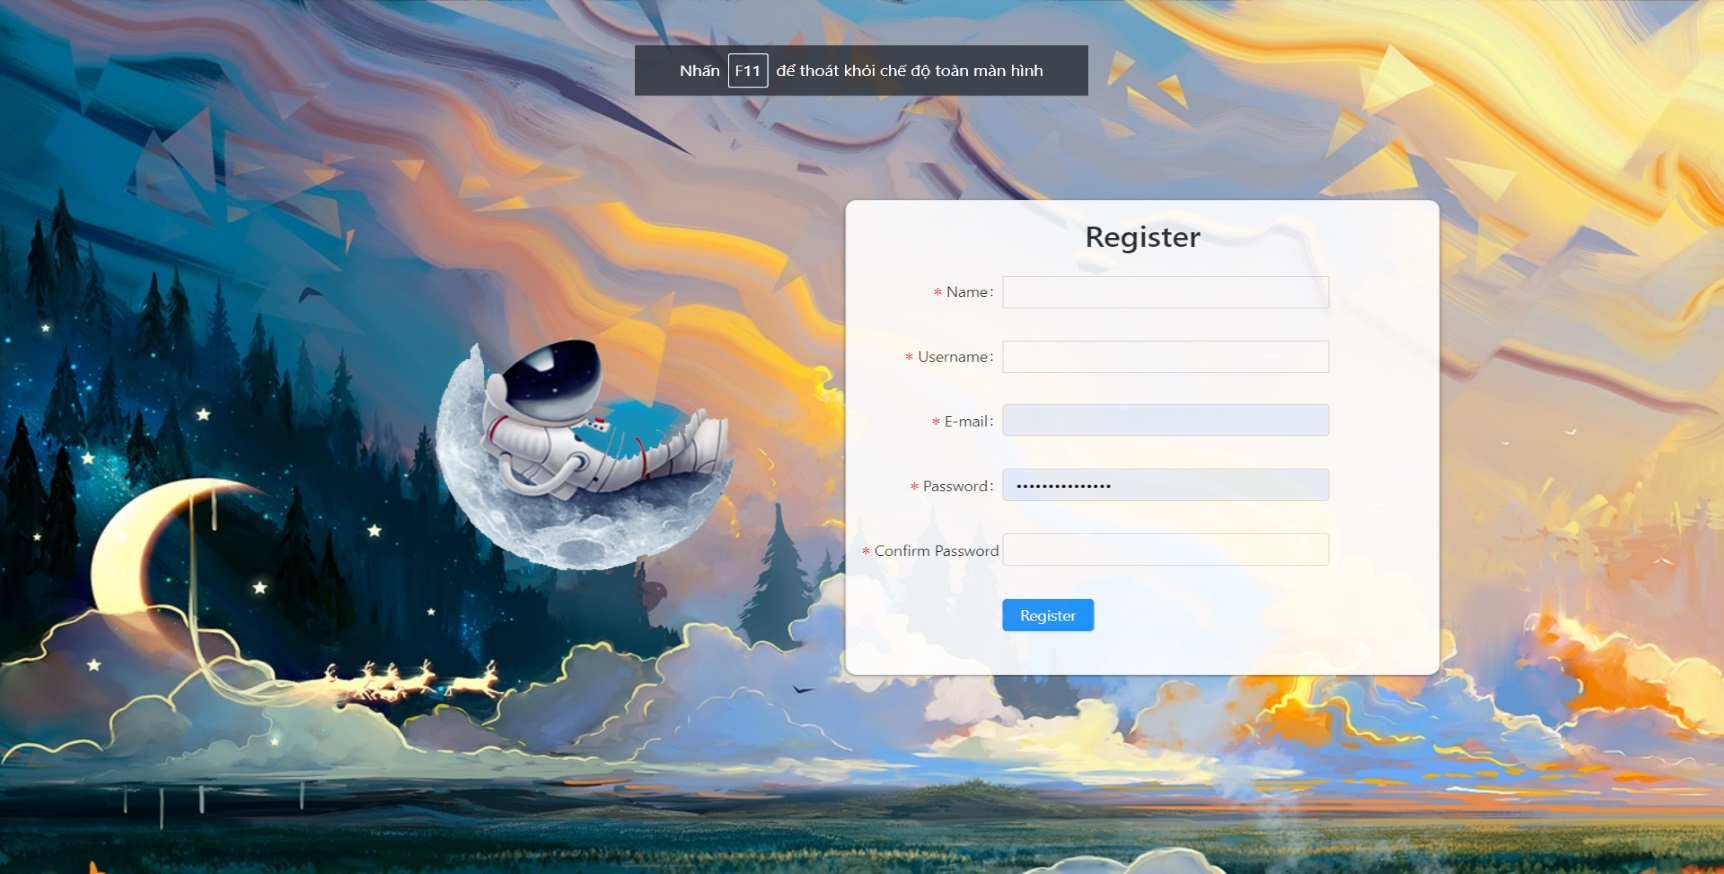 Nhấn F11 để thoát khỏi chế độ toàn màn hình
Register
* Name:
* Username:
* E-mail:
* Password: •••••••••••••••
* Confirm Password
Register